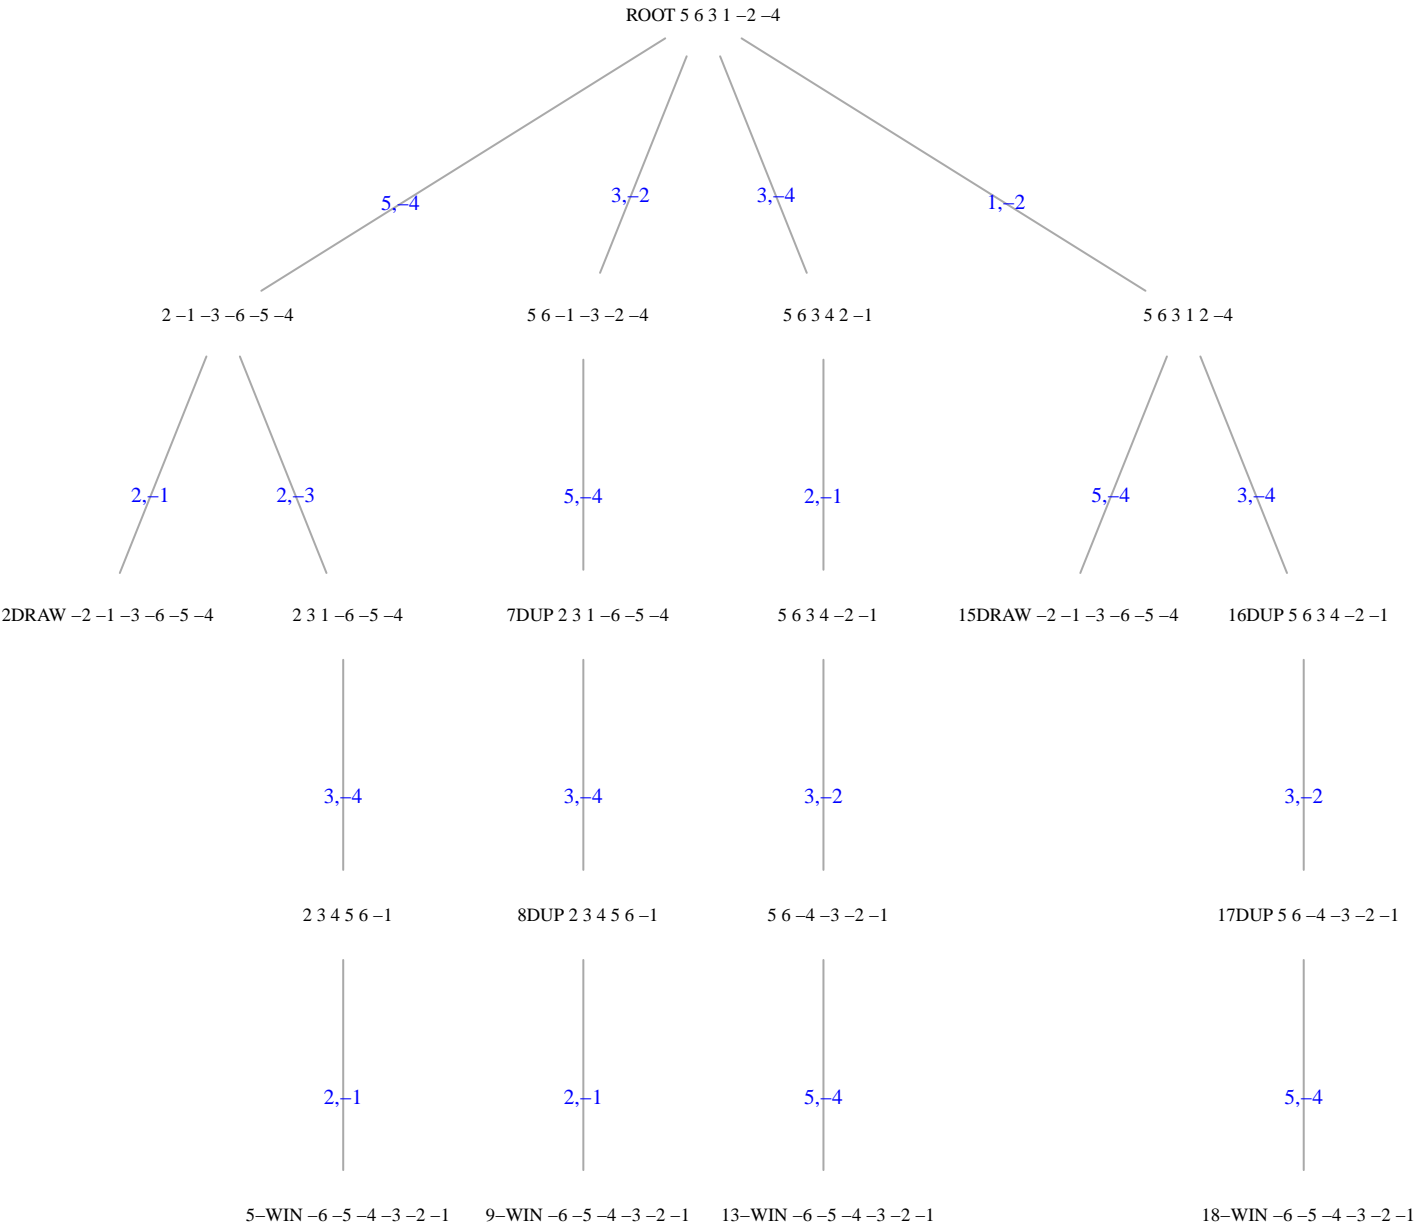 ROOT 5 6 3 1 −2 −4
5,−4
3,−2
3,−4
1,−2
2 −1 −3 −6 −5 −4
5 6 −1 −3 −2 −4
5 6 3 4 2 −1
5 6 3 1 2 −4
2,−1
2,−3
5,−4
2,−1
5,−4
3,−4
2DRAW −2 −1 −3 −6 −5 −4
2 3 1 −6 −5 −4
7DUP 2 3 1 −6 −5 −4
5 6 3 4 −2 −1
15DRAW −2 −1 −3 −6 −5 −4
16DUP 5 6 3 4 −2 −1
3,−4
3,−4
3,−2
3,−2
2 3 4 5 6 −1
8DUP 2 3 4 5 6 −1
5 6 −4 −3 −2 −1
17DUP 5 6 −4 −3 −2 −1
2,−1
2,−1
5,−4
5,−4
5−WIN −6 −5 −4 −3 −2 −1
9−WIN −6 −5 −4 −3 −2 −1
13−WIN −6 −5 −4 −3 −2 −1
18−WIN −6 −5 −4 −3 −2 −1